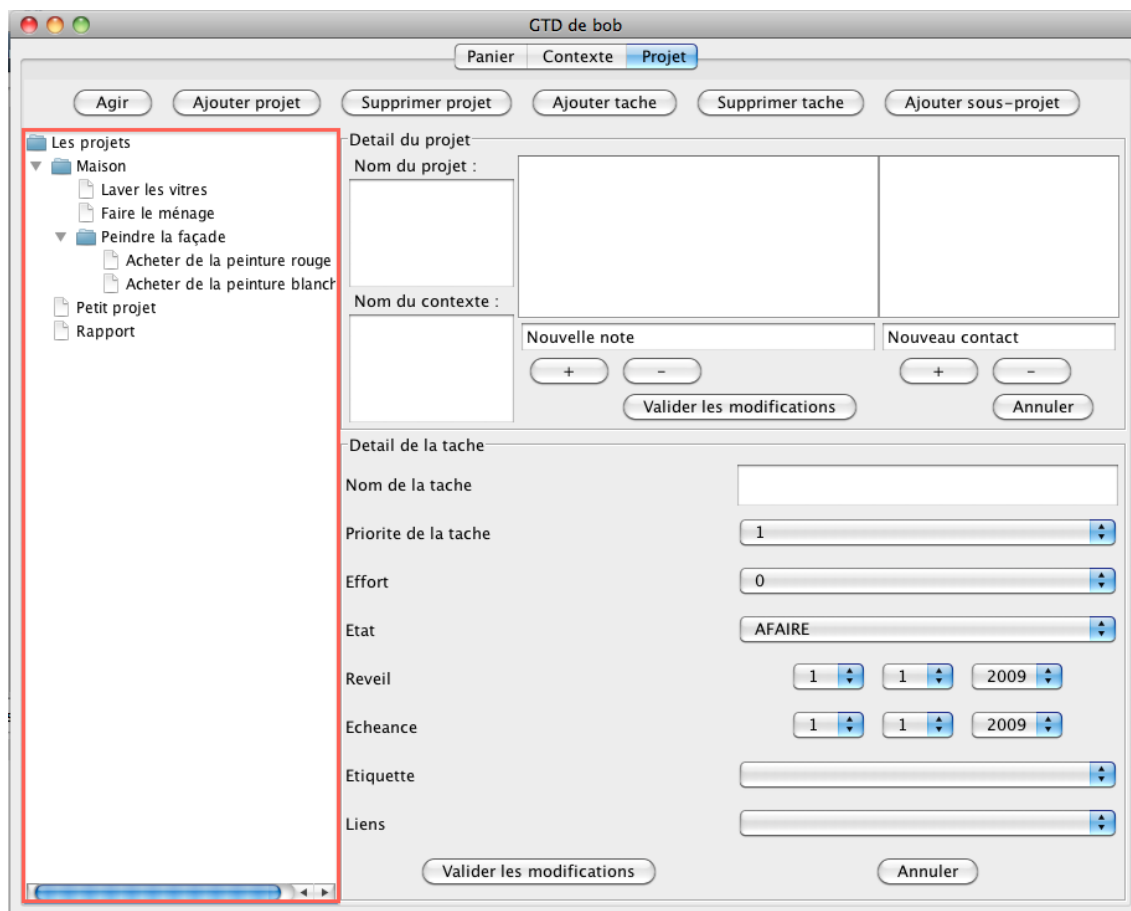 GTD de bob
Panier Contexte Projet
Agir Ajouter projet Supprimer projet Ajouter tache Supprimer tache Ajouter sous-projet
Les projets
Maison
Laver les vitres
Faire le ménage
Peindre la façade
Acheter de la peinture rouge
Acheter de la peinture blanch
Petit projet
Rapport
Detail du projet
Nom du projet :
Nom du contexte :
Nouvelle note
Nouveau contact
+ - + -
Valider les modifications Annuler
Detail de la tache
Nom de la tache
Priorite de la tache 1
Effort 0
Etat AFAIRE
Reveil 1 1 2009
Echeance 1 1 2009
Etiquette
Liens
Valider les modifications Annuler